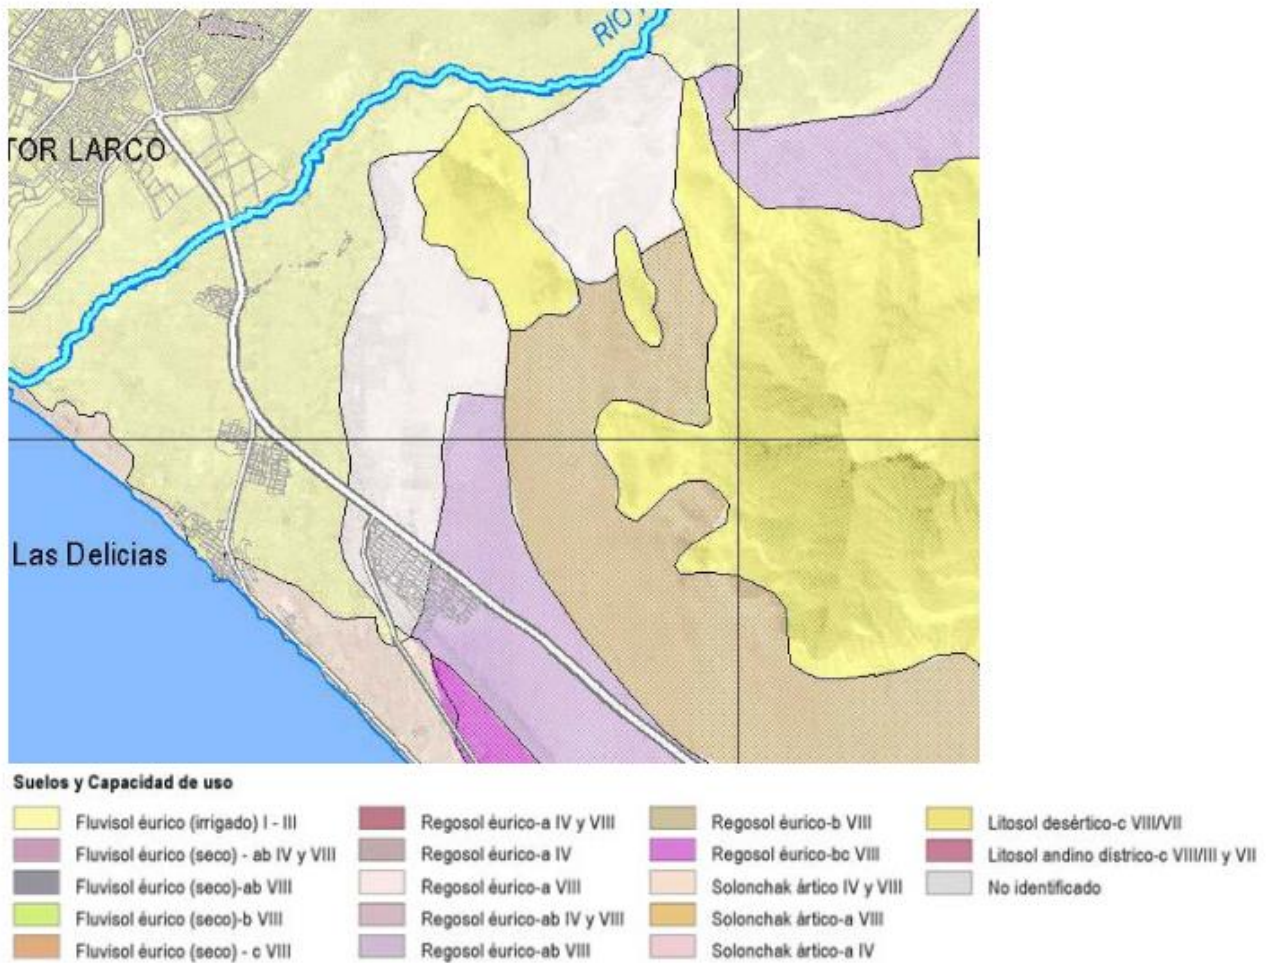 RIO
TOR LARCO
Las Delicias
Suelos y Capacidad de uso
Fluvisol éurico (irrigado) I - III
Fluvisol éurico (seco) - ab IV y VIII
Fluvisol éurico (seco)-ab VIII
Fluvisol éurico (seco)-b VIII
Fluvisol éurico (seco) - c VIII
Regosol éurico-a IV y VIII
Regosol éurico-a IV
Regosol éurico-a VIII
Regosol éurico-ab IV y VIII
Regosol éurico-ab VIII
Regosol éurico-b VIII
Regosol éurico-bc VIII
Solonchak ártico IV y VIII
Solonchak ártico-a VIII
Solonchak ártico-a IV
Litosol desértico-c VIII/VII
Litosol andino dístrico-c VIII/III y VII
No identificado